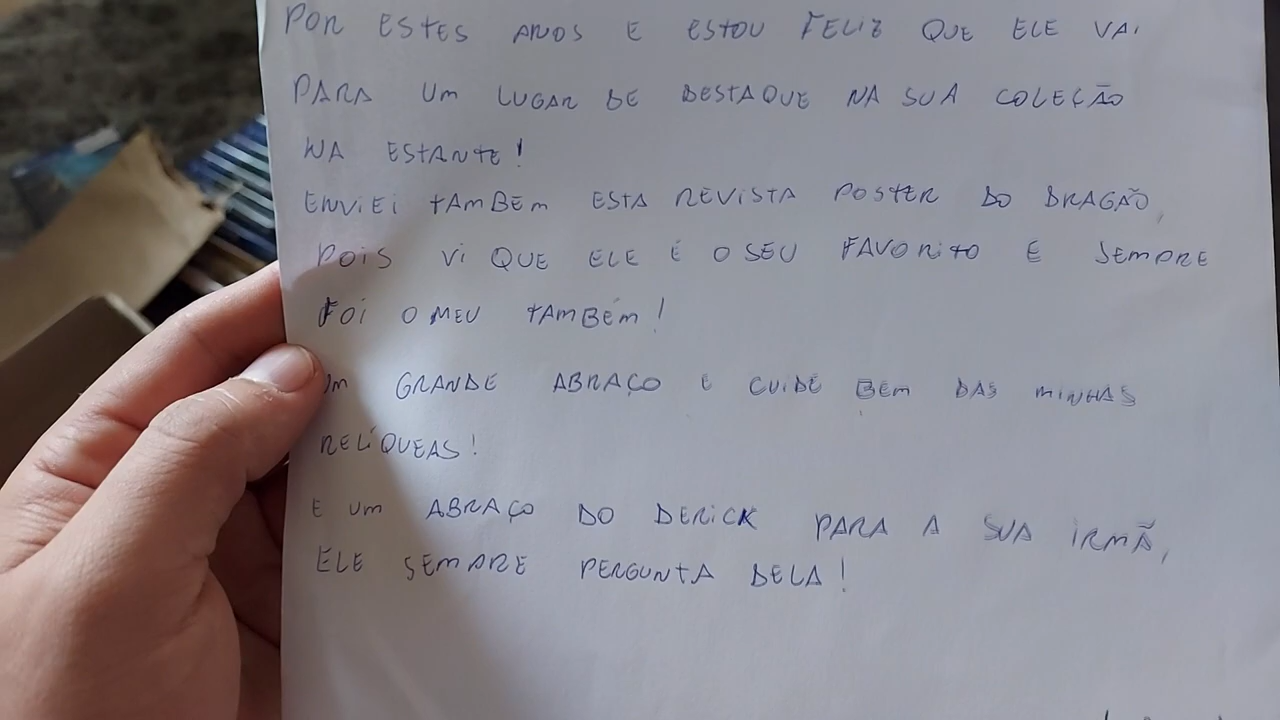 POR ESTES ANOS E ESTOU FELIZ QUE ELE VAI
PARA UM LUGAR DE DESTAQUE NA SUA COLEÇÃO
NA ESTANTE!
ENVIEI TAMBEM ESTA REVISTA POSTER DO DRAGÃO,
POIS VI QUE ELE É O SEU FAVORITO E SEMPRE
FOI O MEU TAMBÉM!
UM GRANDE ABRAÇO E CUIDE BEM DAS MINHAS
RELÍQUEAS!
E UM ABRAÇO DO DERICK PARA A SUA IRMÃ,
ELE SEMPRE PERGUNTA DELA!